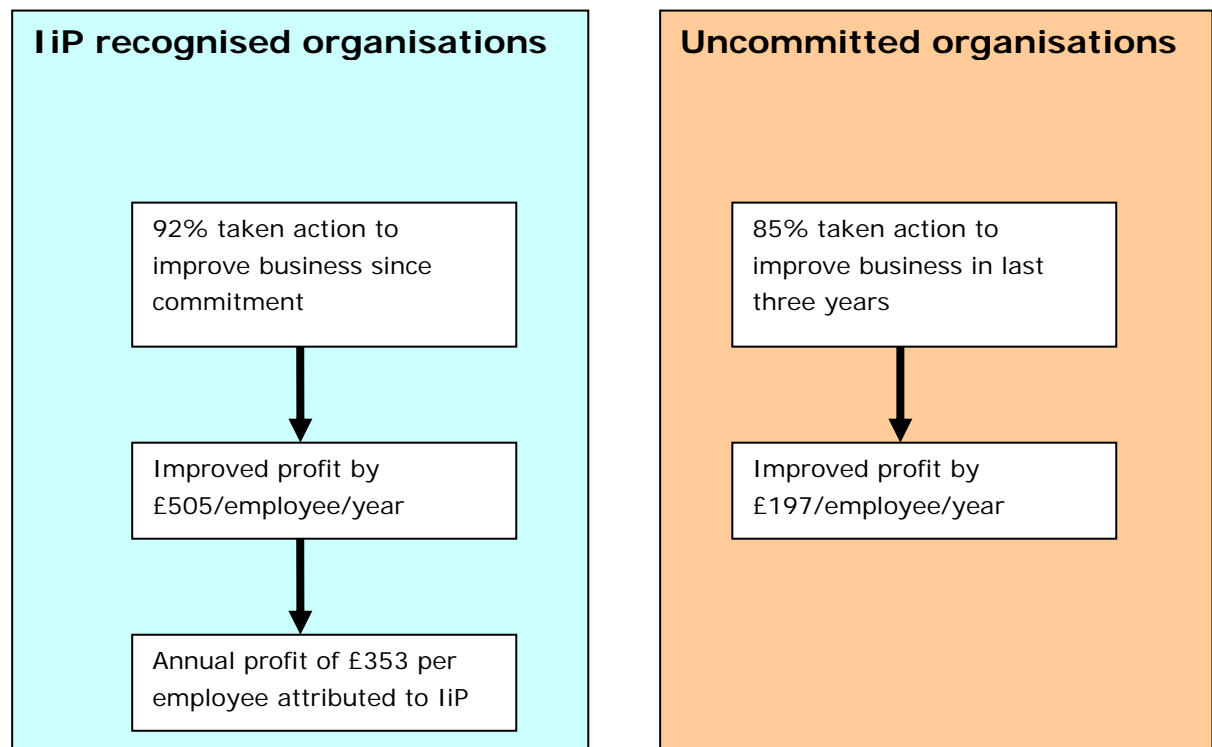 IiP recognised organisations
92% taken action to
improve business since
commitment
Improved profit by
£505/employee/year
Annual profit of £353 per
employee attributed to IiP
Uncommitted organisations
85% taken action to
improve business in last
three years
Improved profit by
£197/employee/year